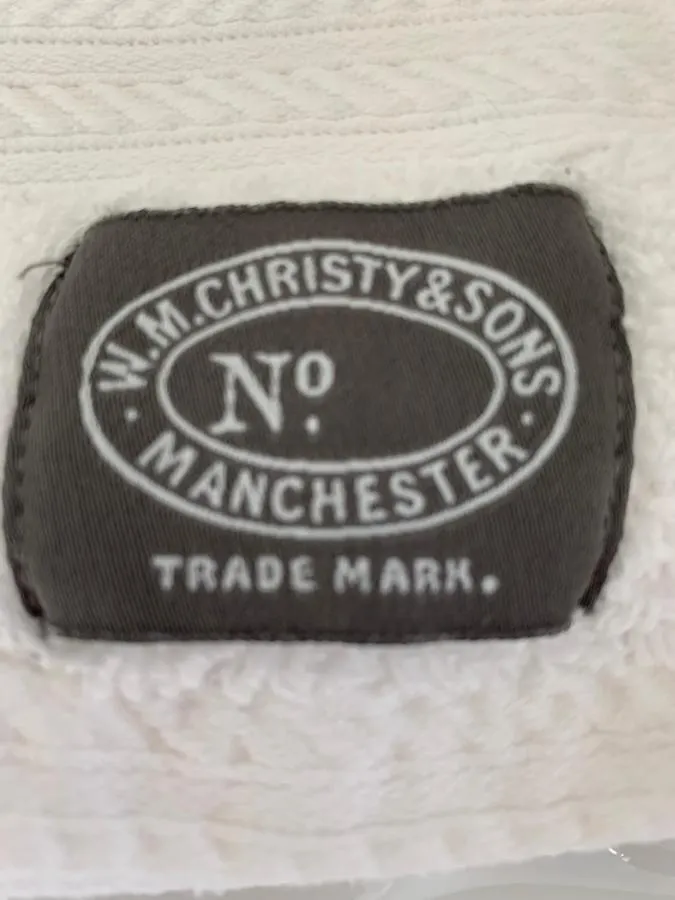 W.M.CHRISTY&SONS
Nº.
· MANCHESTER ·
TRADE MARK.